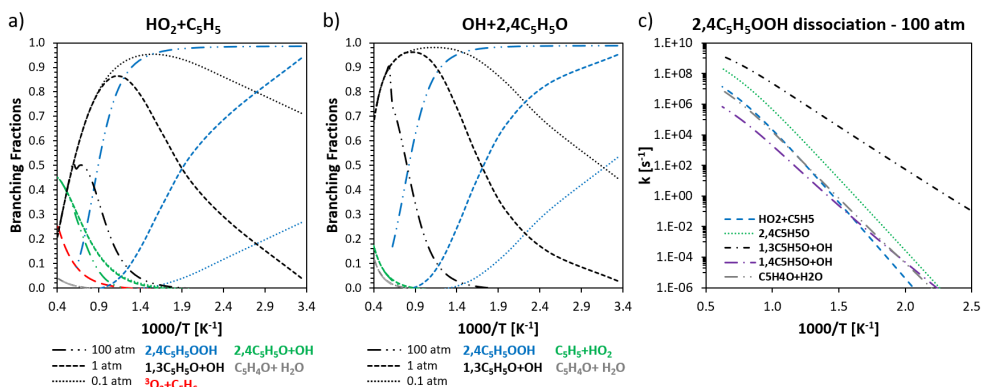 a) HO₂+C₅H₅
Branching Fractions
1.0
0.9
0.8
0.7
0.6
0.5
0.4
0.3
0.2
0.1
0.0
0.4 0.9 1.4 1.9 2.4 2.9 3.4
1000/T [K⁻¹]
100 atm 2,4C₅H₅OOH 2,4C₅H₅O+OH
1 atm 1,3C₅H₅O+OH C₅H₄O+ H₂O
0.1 atm
b) OH+2,4C₅H₅O
Branching Fractions
1.0
0.9
0.8
0.7
0.6
0.5
0.4
0.3
0.2
0.1
0.0
0.4 0.9 1.4 1.9 2.4 2.9 3.4
1000/T [K⁻¹]
100 atm 2,4C₅H₅OOH C₅H₅+HO₂
1 atm 1,3C₅H₅O+OH C₅H₄O+ H₂O
0.1 atm
c) 2,4C₅H₅OOH dissociation - 100 atm
k [s⁻¹]
1.E+10
1.E+08
1.E+06
1.E+04
1.E+02
1.E+00
1.E-02
1.E-04
1.E-06
HO2+C5H5
2,4C5H5O
1,3C5H5O+OH
1,4C5H5O+OH
C5H4O+H2O
0.5 1.0 1.5 2.0 2.5
1000/T [K⁻¹]